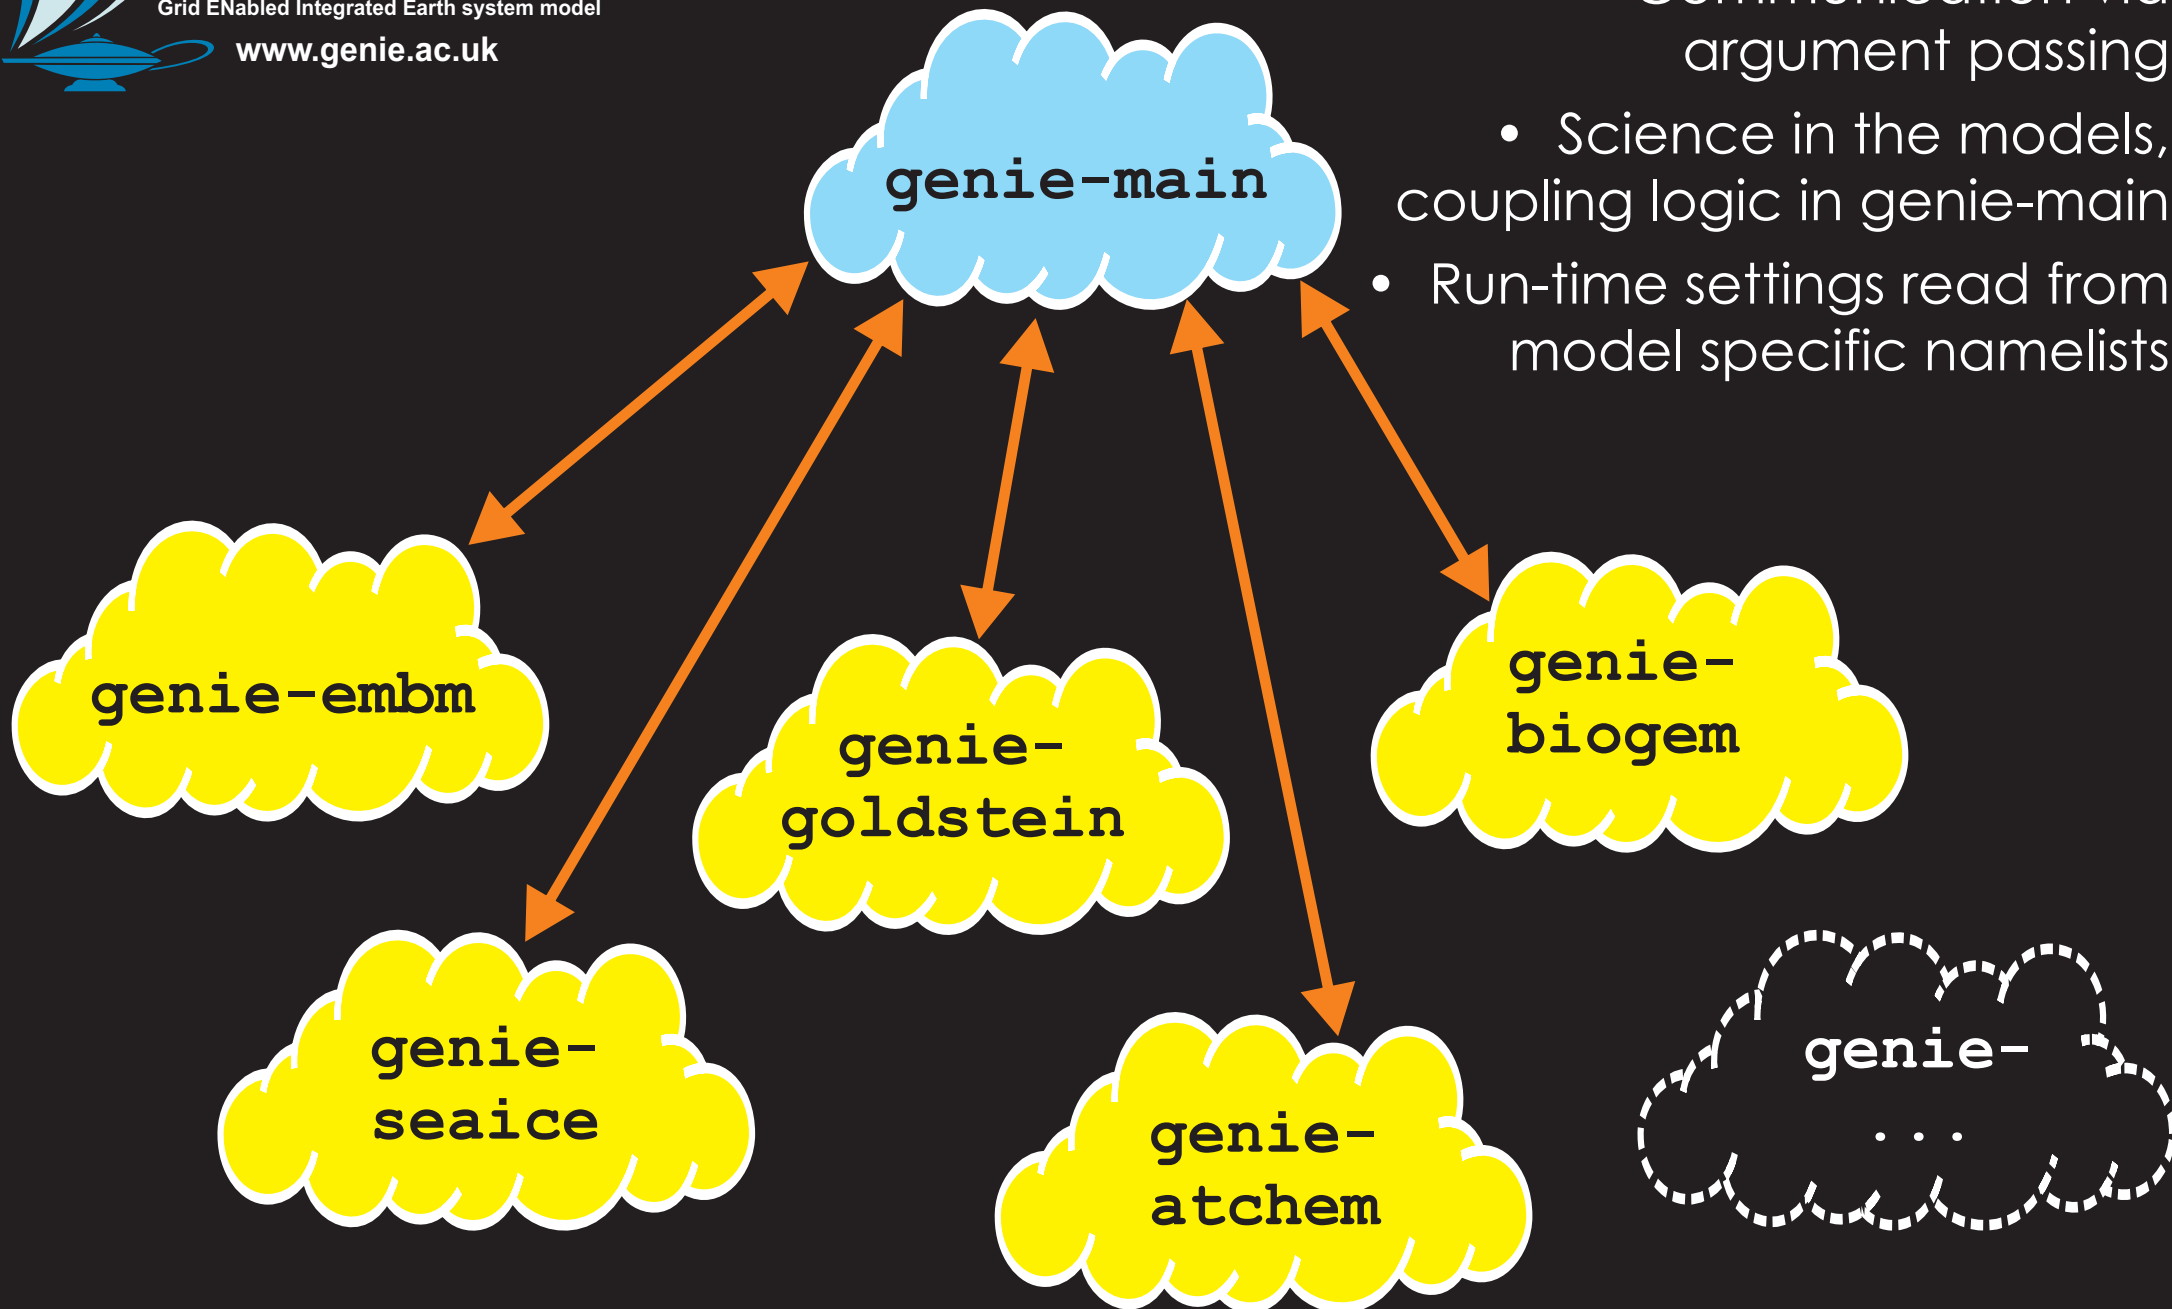 Grid ENabled Integrated Earth system model
www.genie.ac.uk
Communication via
argument passing
• Science in the models,
coupling logic in genie-main
• Run-time settings read from
model specific namelists
genie-main
genie-embm
genie-
goldstein
genie-
biogem
genie-
seaice
genie-
atchem
genie-
...